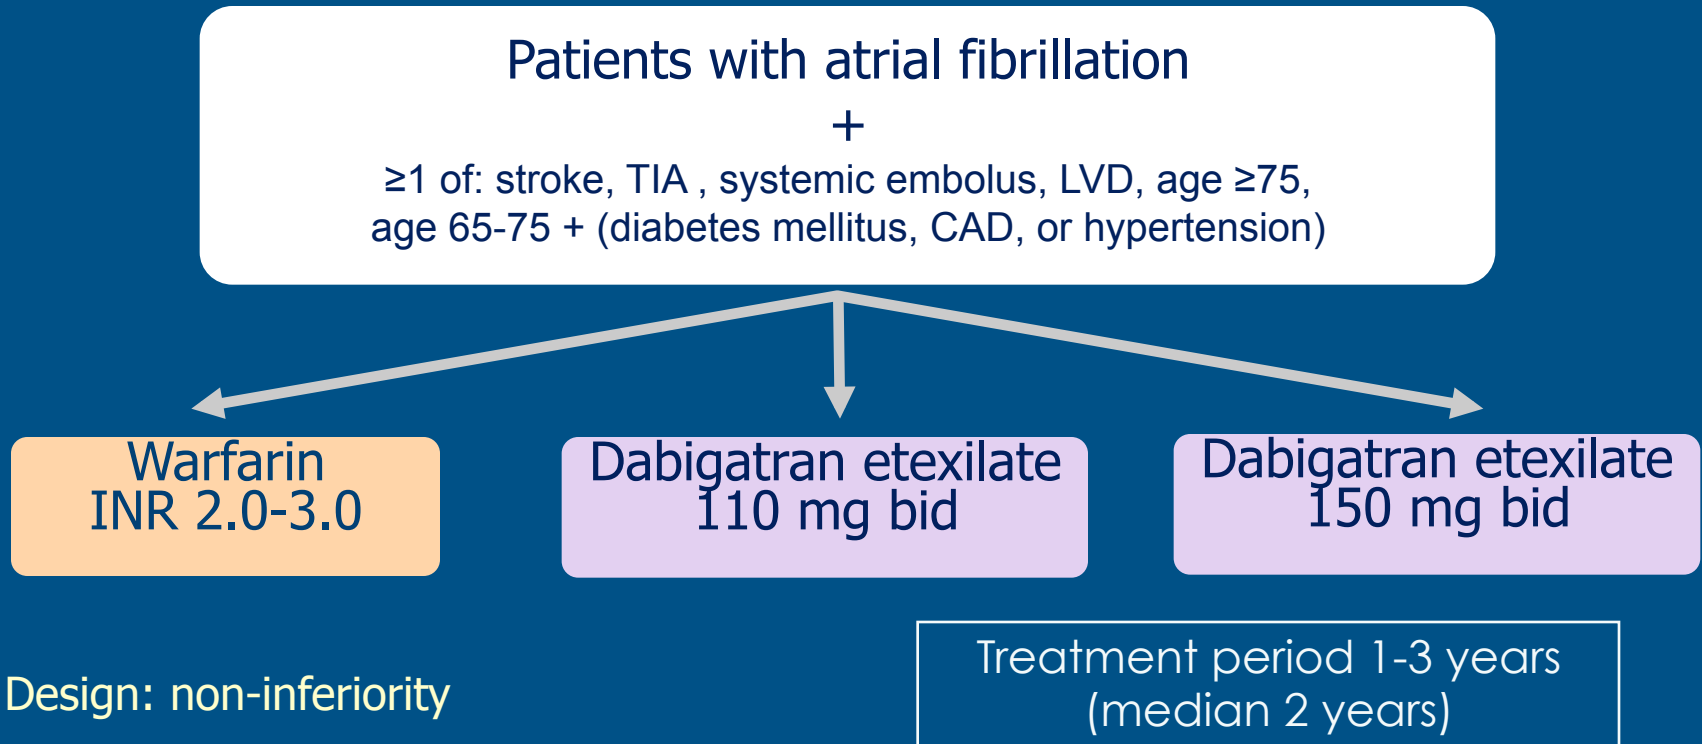 Patients with atrial fibrillation
+
≥1 of: stroke, TIA , systemic embolus, LVD, age ≥75,
age 65-75 + (diabetes mellitus, CAD, or hypertension)
Warfarin
INR 2.0-3.0
Dabigatran etexilate
110 mg bid
Dabigatran etexilate
150 mg bid
Design: non-inferiority
Treatment period 1-3 years
(median 2 years)